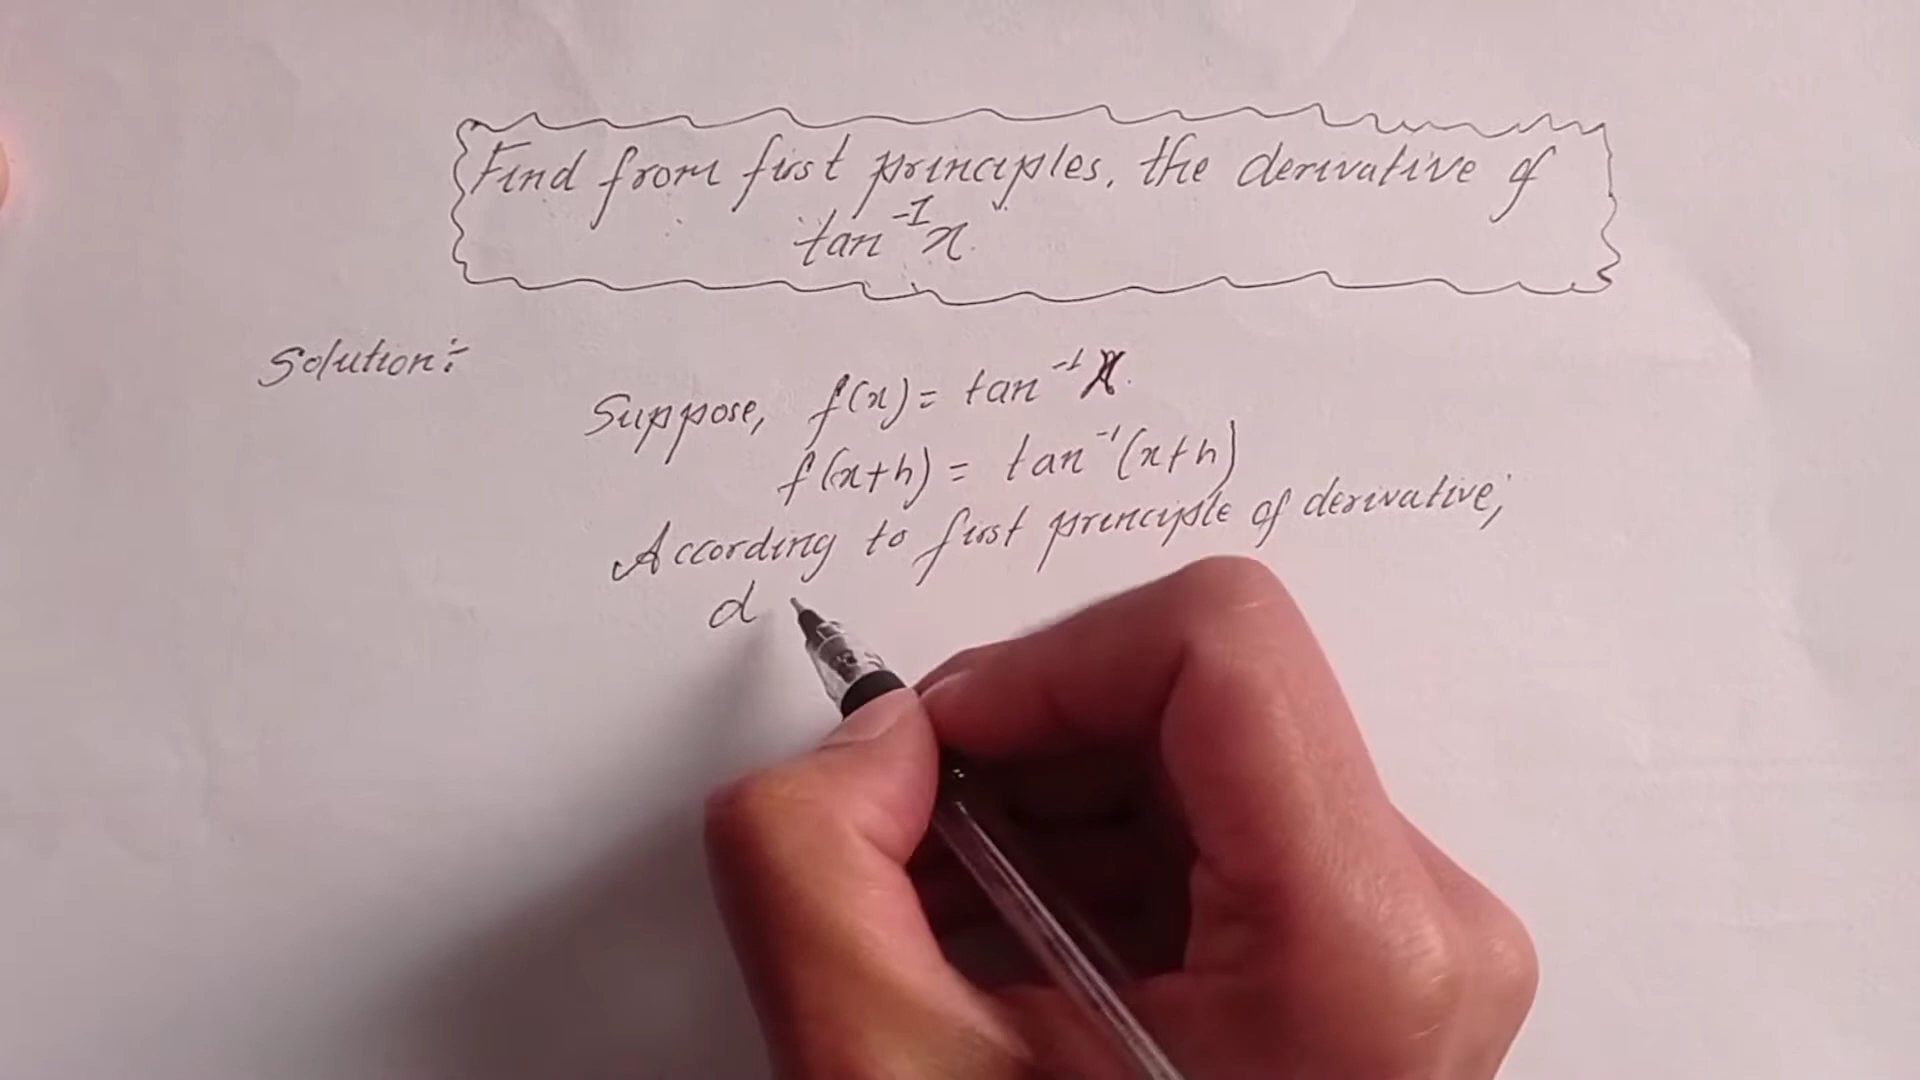 Find from first principles, the derivative of
tan⁻¹x.
Solution:-
Suppose, f(x) = tan⁻¹x.
f(x+h) = tan⁻¹(x+h)
According to first principle of derivative;
d